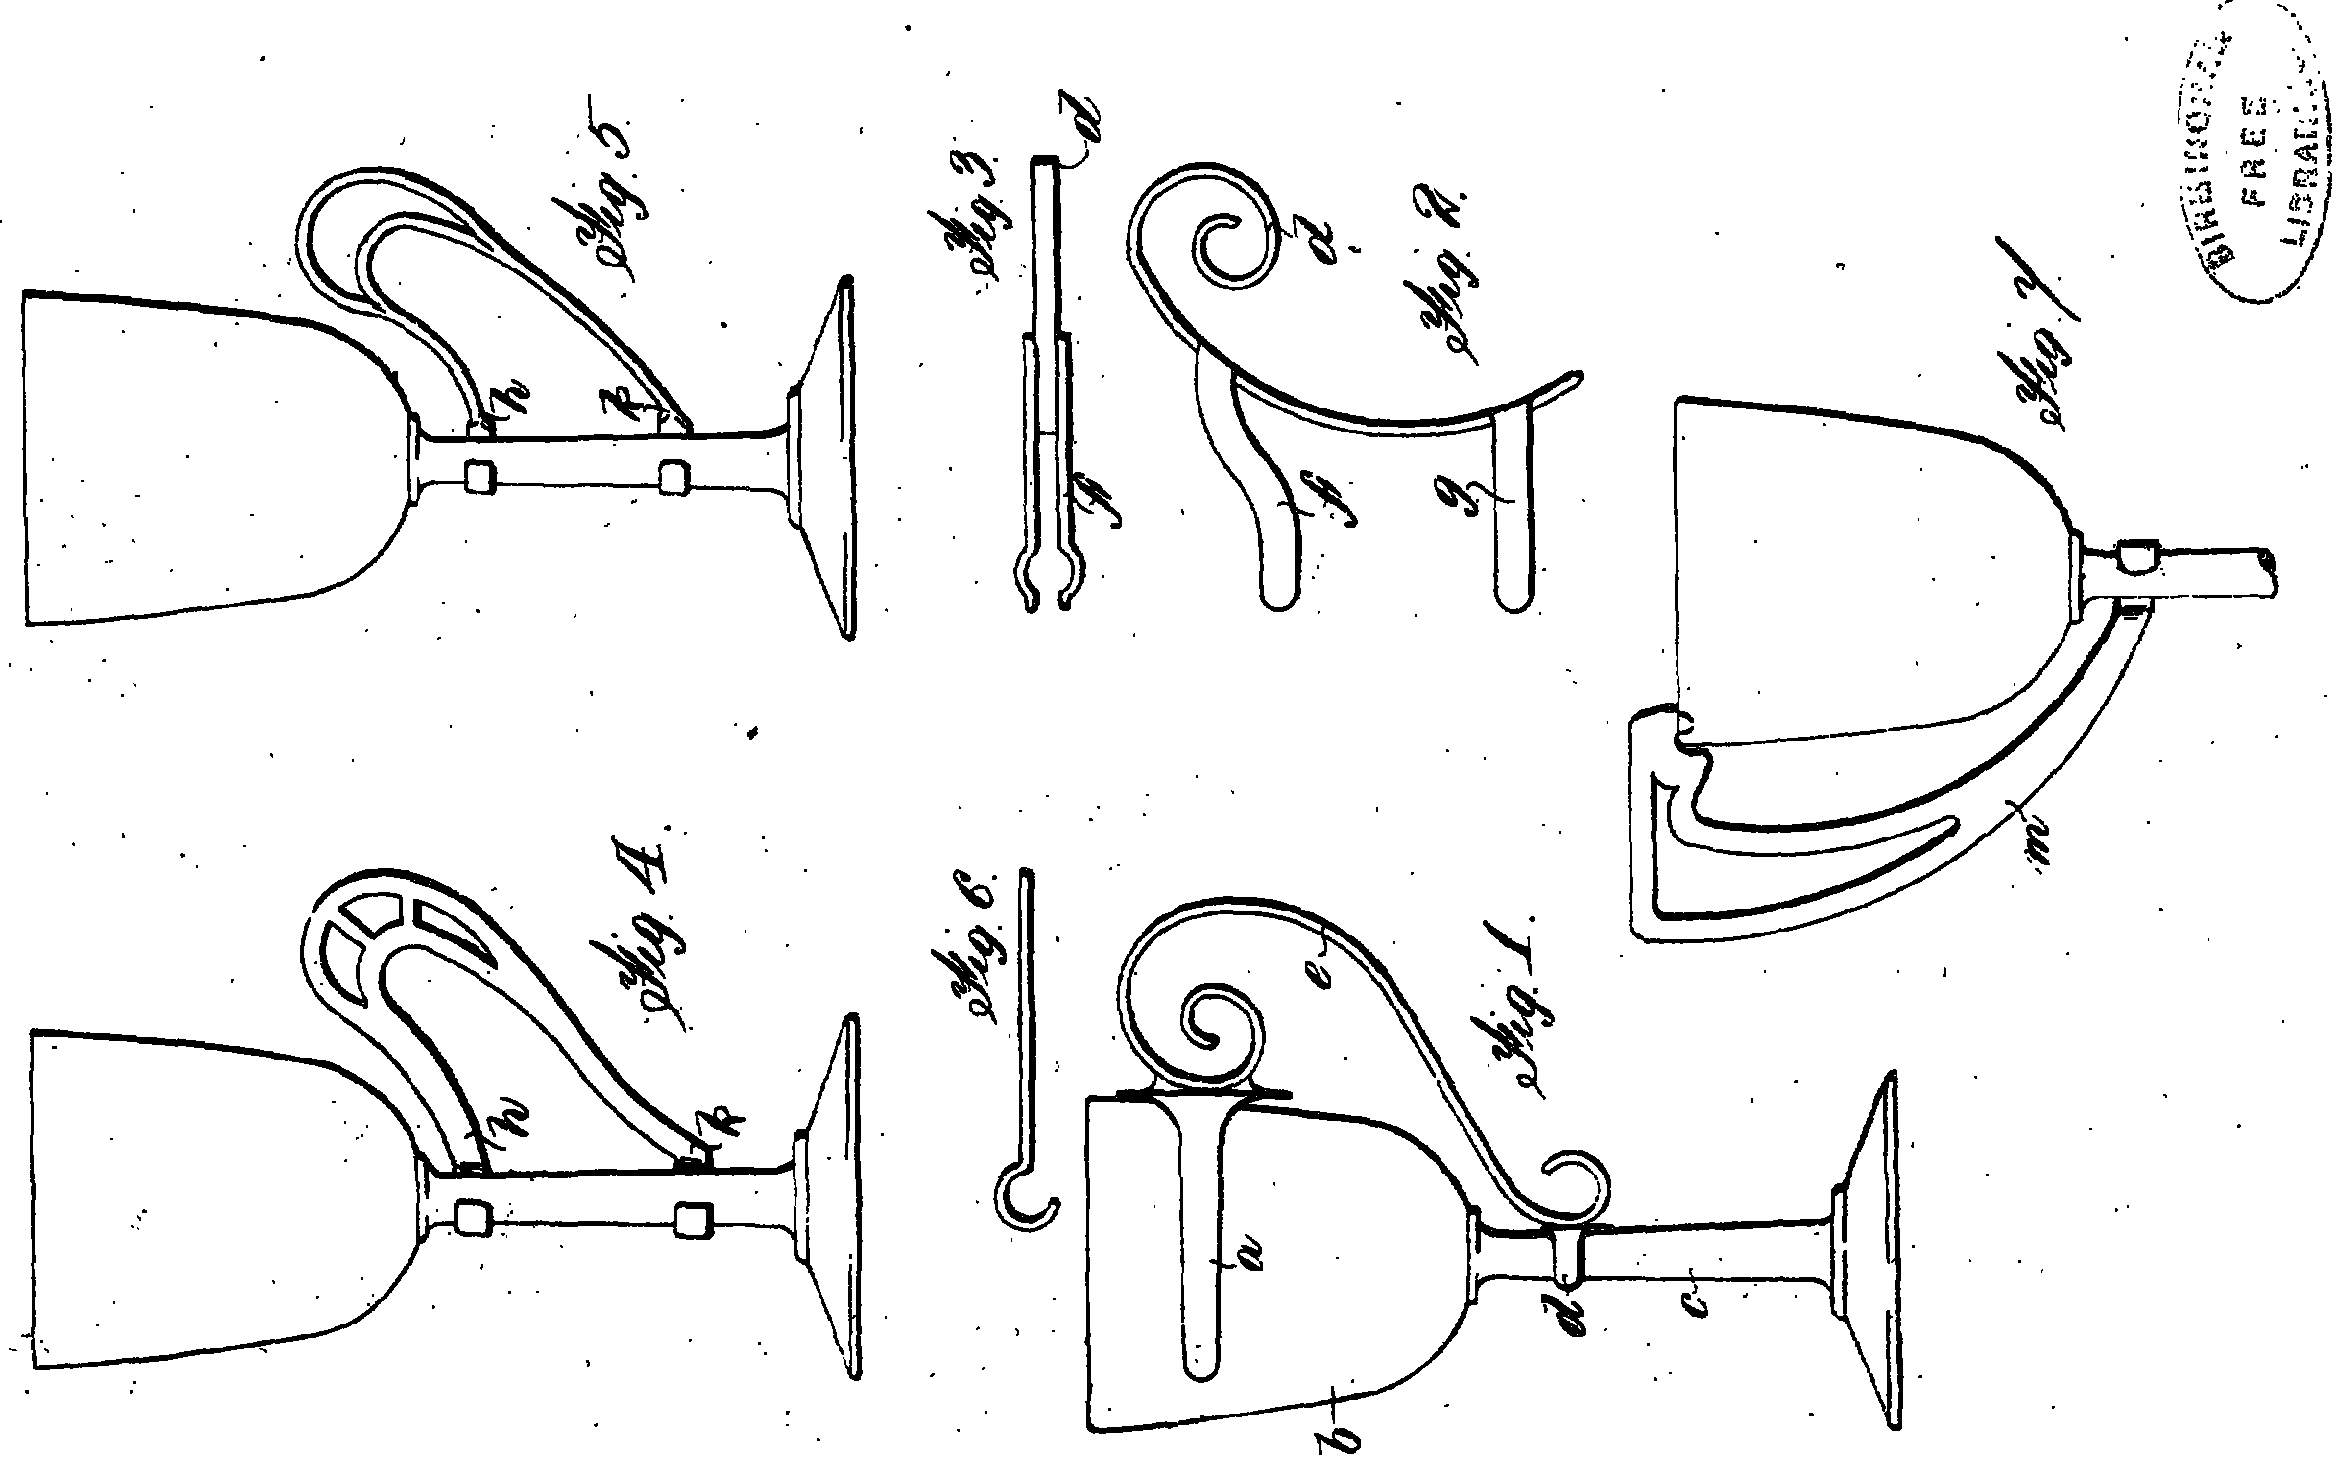 BIRMINGHAM
FREE
LIBRARY
Fig. 5
h
k
Fig 3.
d
f
Fig. 2.
d
f
g
Fig. 7
m
Fig. 4.
h
k
Fig 6.
Fig. 1.
e
a
d
c
b